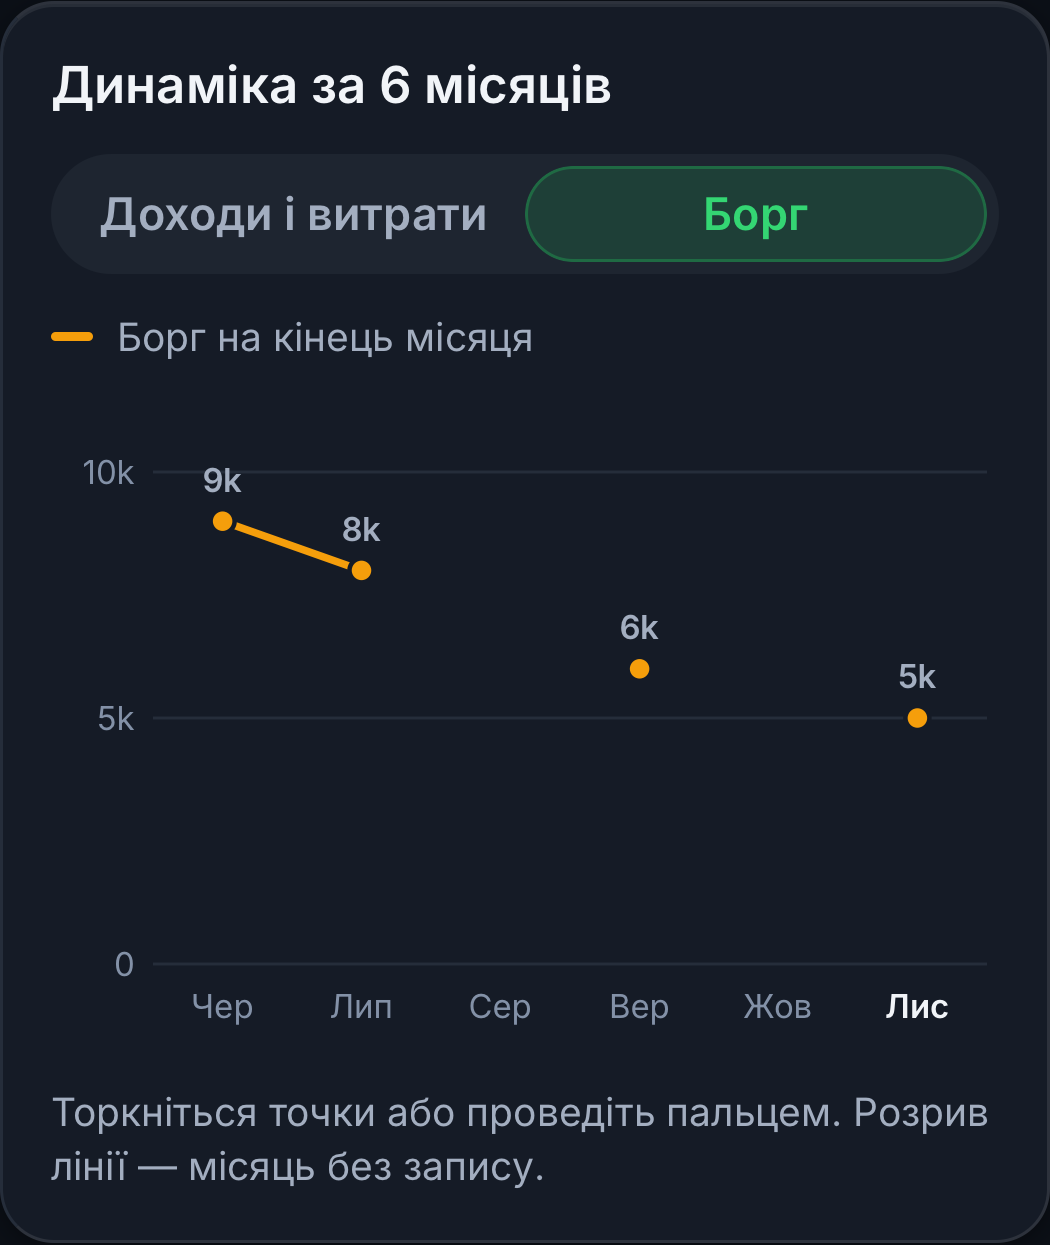 Динаміка за 6 місяців
Доходи і витрати
Борг
Борг на кінець місяця
10k
9k
8k
6k
5k
5k
0
Чер
Лип
Сер
Вер
Жов
Лис
Торкніться точки або проведіть пальцем. Розрив
лінії — місяць без запису.